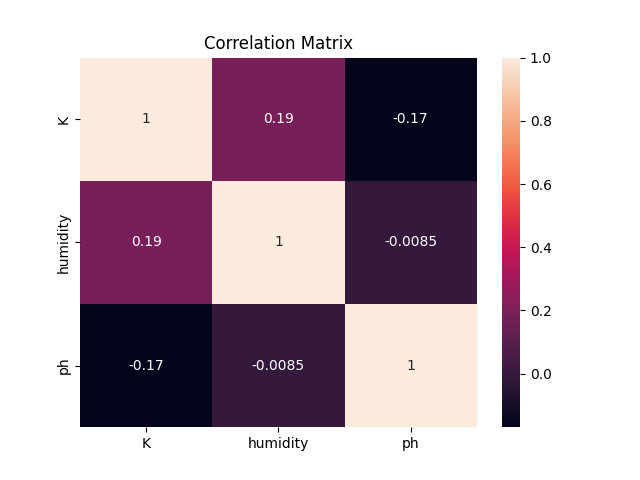 Correlation Matrix
K
1
0.19
-0.17
humidity
0.19
1
-0.0085
ph
-0.17
-0.0085
1
K
humidity
ph
1.0
0.8
0.6
0.4
0.2
0.0